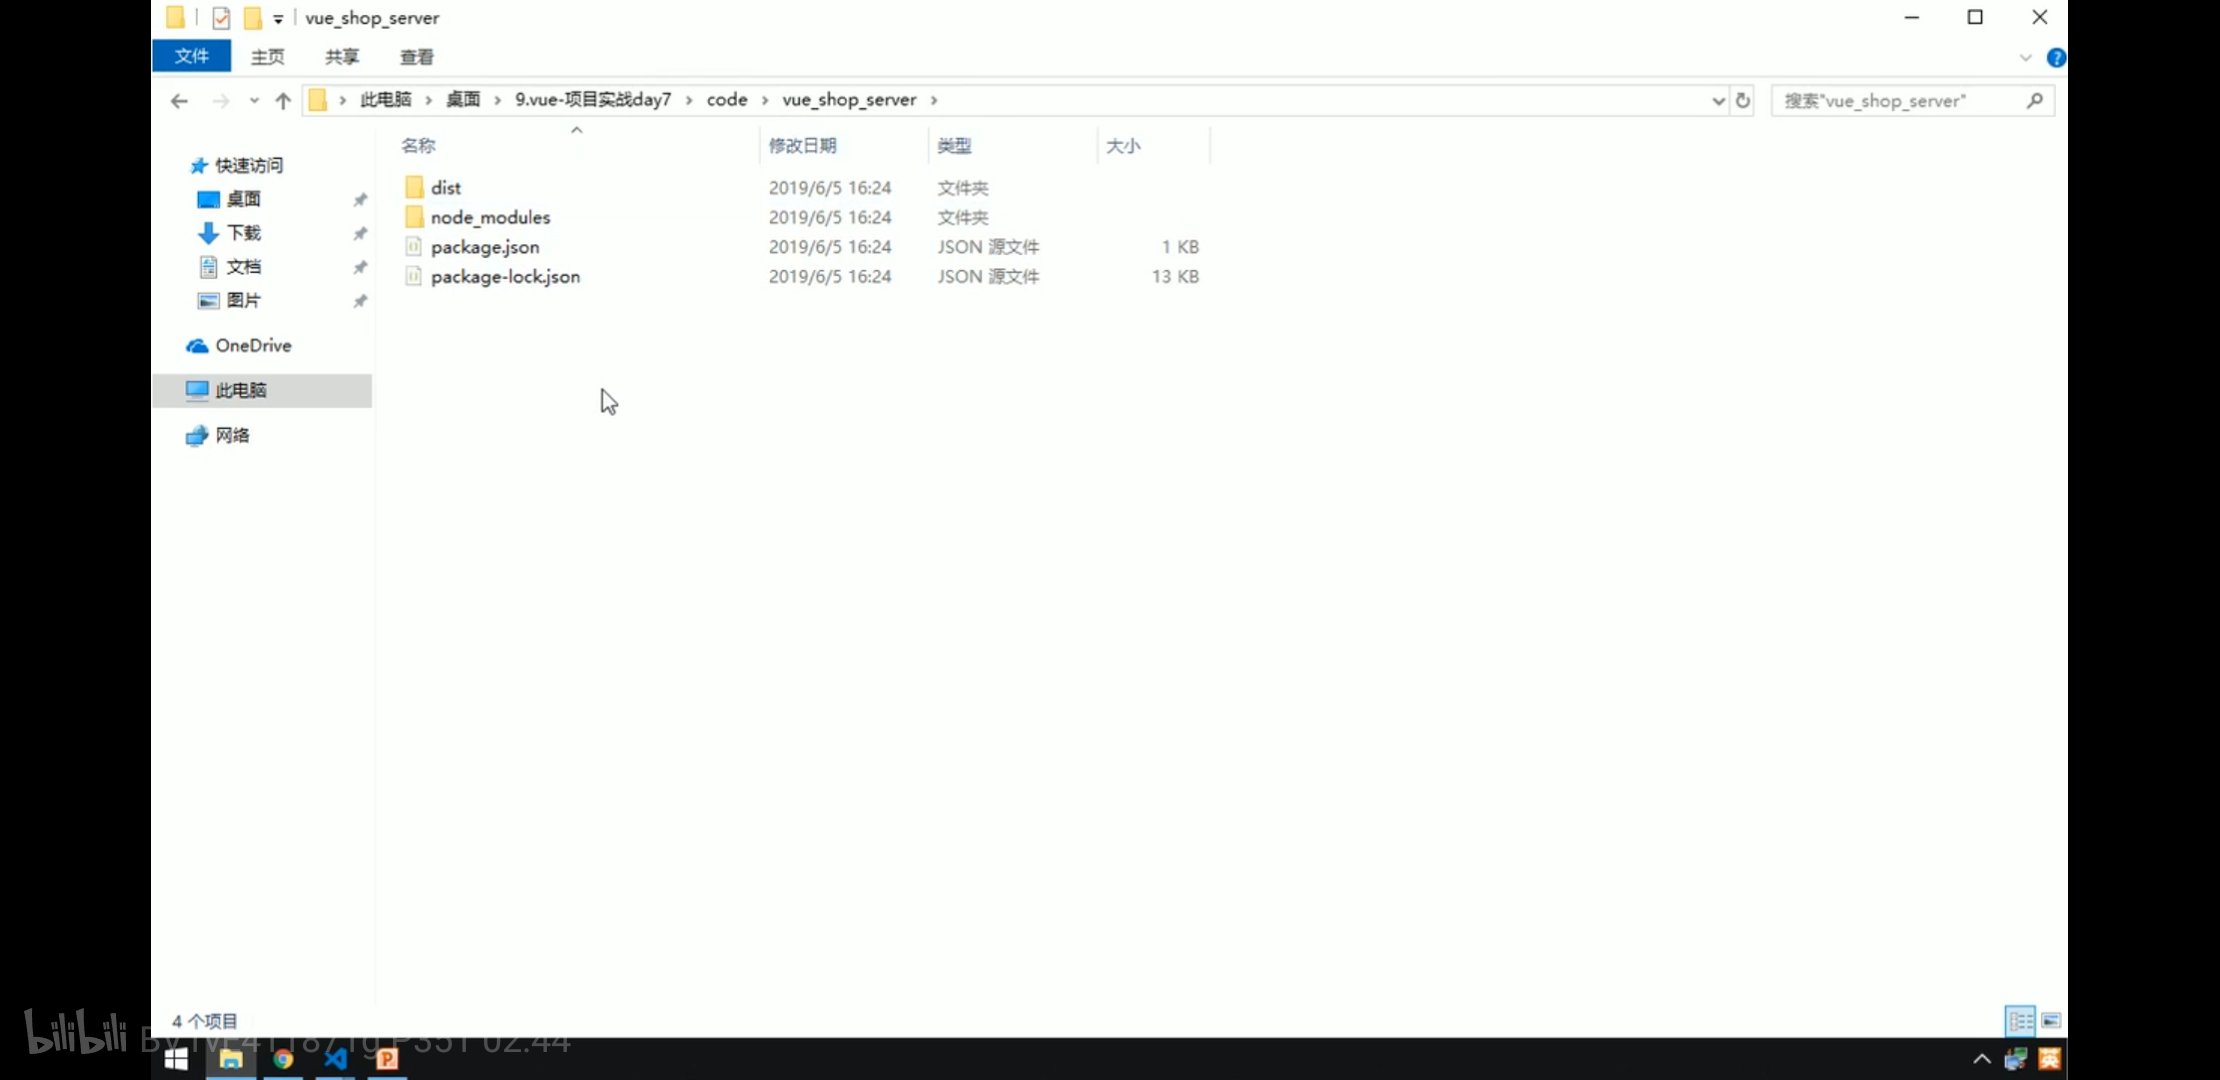 vue_shop_server
文件 主页 共享 查看
此电脑 > 桌面 > 9.vue-项目实战day7 > code > vue_shop_server >
搜索"vue_shop_server"
名称 修改日期 类型 大小
快速访问
桌面
下载
文档
图片
OneDrive
此电脑
网络
dist 2019/6/5 16:24 文件夹
node_modules 2019/6/5 16:24 文件夹
package.json 2019/6/5 16:24 JSON 源文件 1 KB
package-lock.json 2019/6/5 16:24 JSON 源文件 13 KB
4 个项目
bilibili
P351 02:44
英